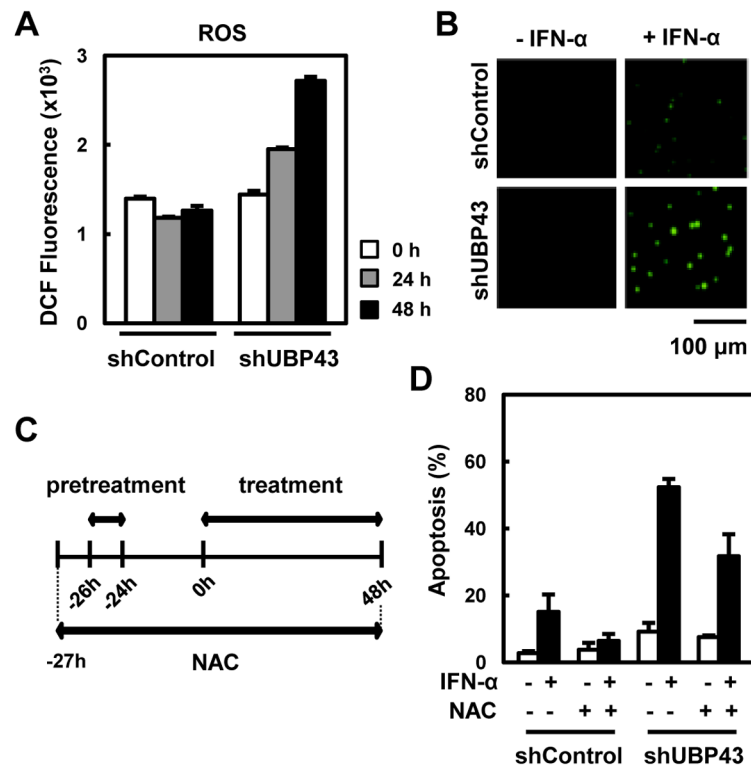 A
ROS
DCF Fluorescence (x10³)
3
2
1
0
shControl
shUBP43
0 h
24 h
48 h
B
- IFN-α
+ IFN-α
shControl
shUBP43
100 µm
C
pretreatment
treatment
-26h
-24h
0h
48h
-27h
NAC
D
Apoptosis (%)
80
60
40
20
0
IFN-α - + - + - + - +
NAC - - + + - - + +
shControl
shUBP43